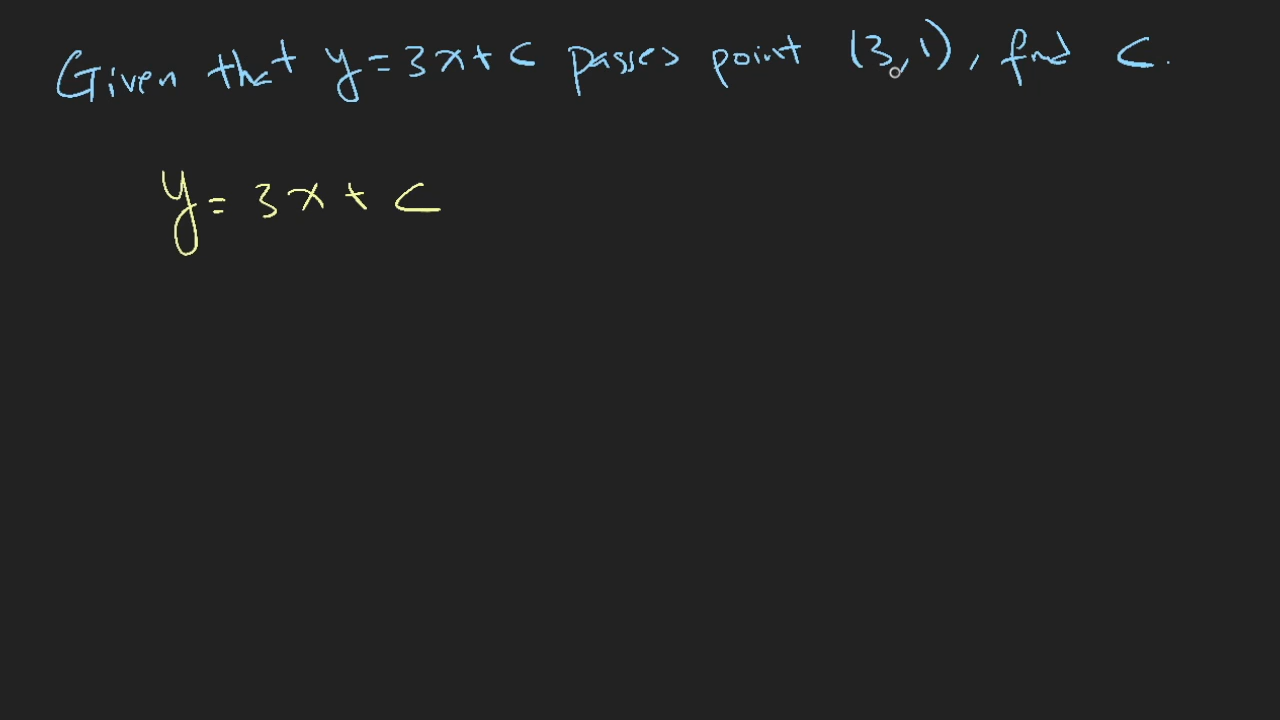 Given that y = 3x + c passes point (3,1), find c.
y = 3x + c